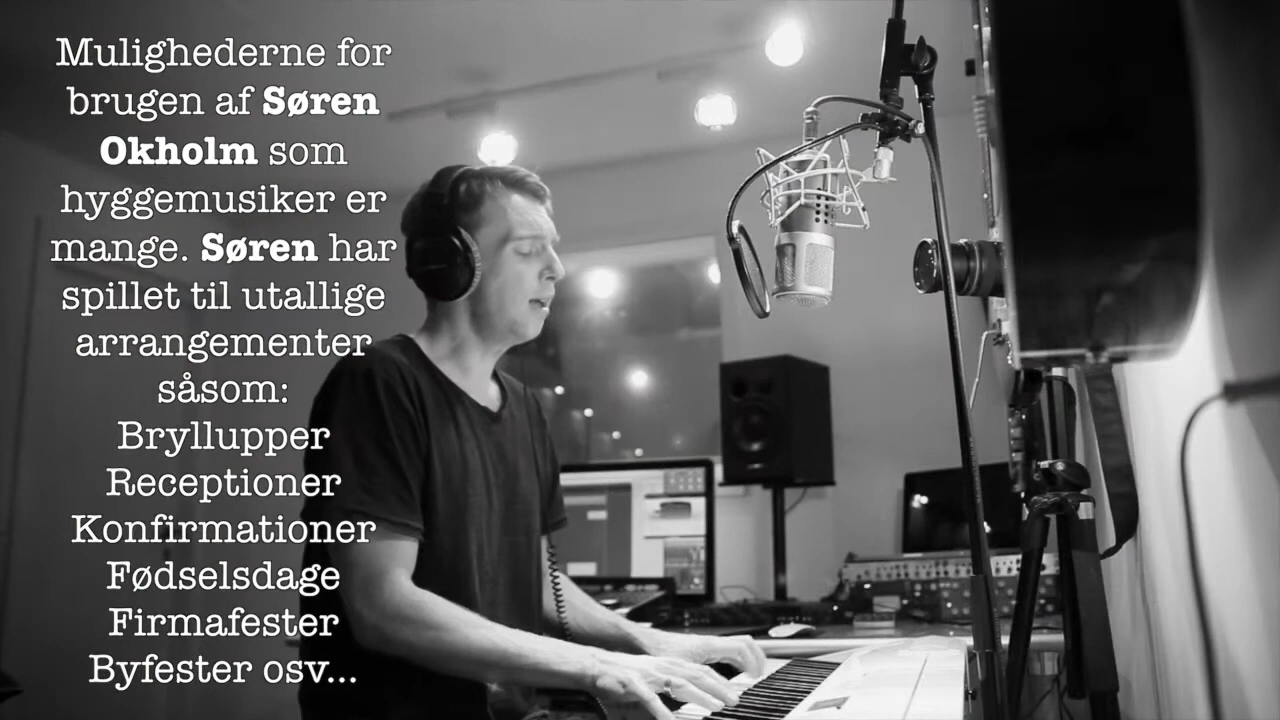 Mulighederne for
brugen af Søren
Okholm som
hyggemusiker er
mange. Søren har
spillet til utallige
arrangementer
såsom:
Bryllupper
Receptioner
Konfirmationer
Fødselsdage
Firmafester
Byfester osv...